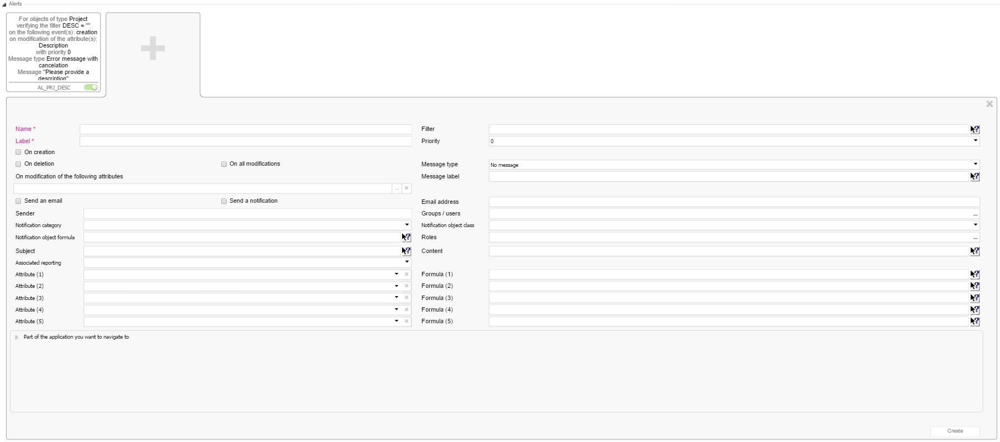 Alerts
For objects of type Project
verifying the filter DESC = ""
on the following event(s): creation
on modification of the attribute(s):
Description
with priority 0
Message type Error message with
cancelation
Message "Please provide a
description"
AL_PRJ_DESC
Name *
Filter
Label *
Priority
0
On creation
On deletion
On all modifications
Message type
No message
On modification of the following attributes
Message label
...
Send an email
Send a notification
Email address
Sender
Groups / users
...
Notification category
Notification object class
Notification object formula
Roles
...
Subject
Content
Associated reporting
Attribute (1)
Formula (1)
Attribute (2)
Formula (2)
Attribute (3)
Formula (3)
Attribute (4)
Formula (4)
Attribute (5)
Formula (5)
Part of the application you want to navigate to
Create